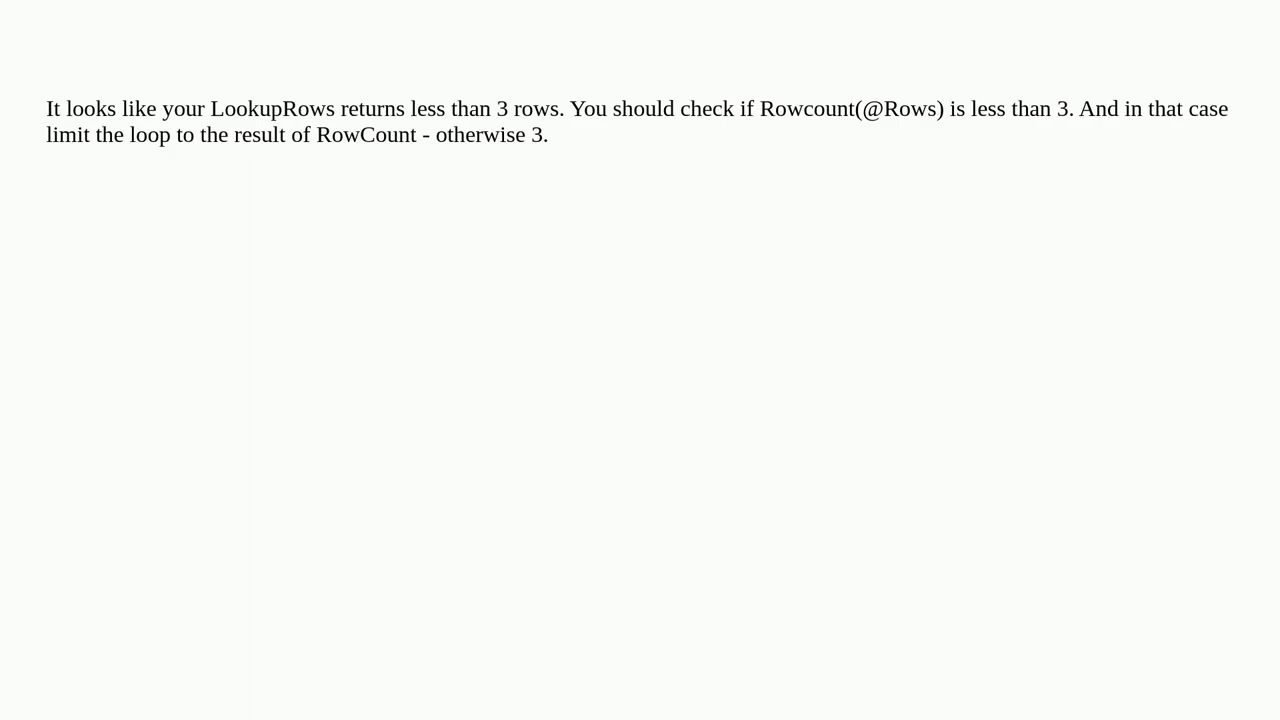 It looks like your LookupRows returns less than 3 rows. You should check if Rowcount(@Rows) is less than 3. And in that case
limit the loop to the result of RowCount - otherwise 3.